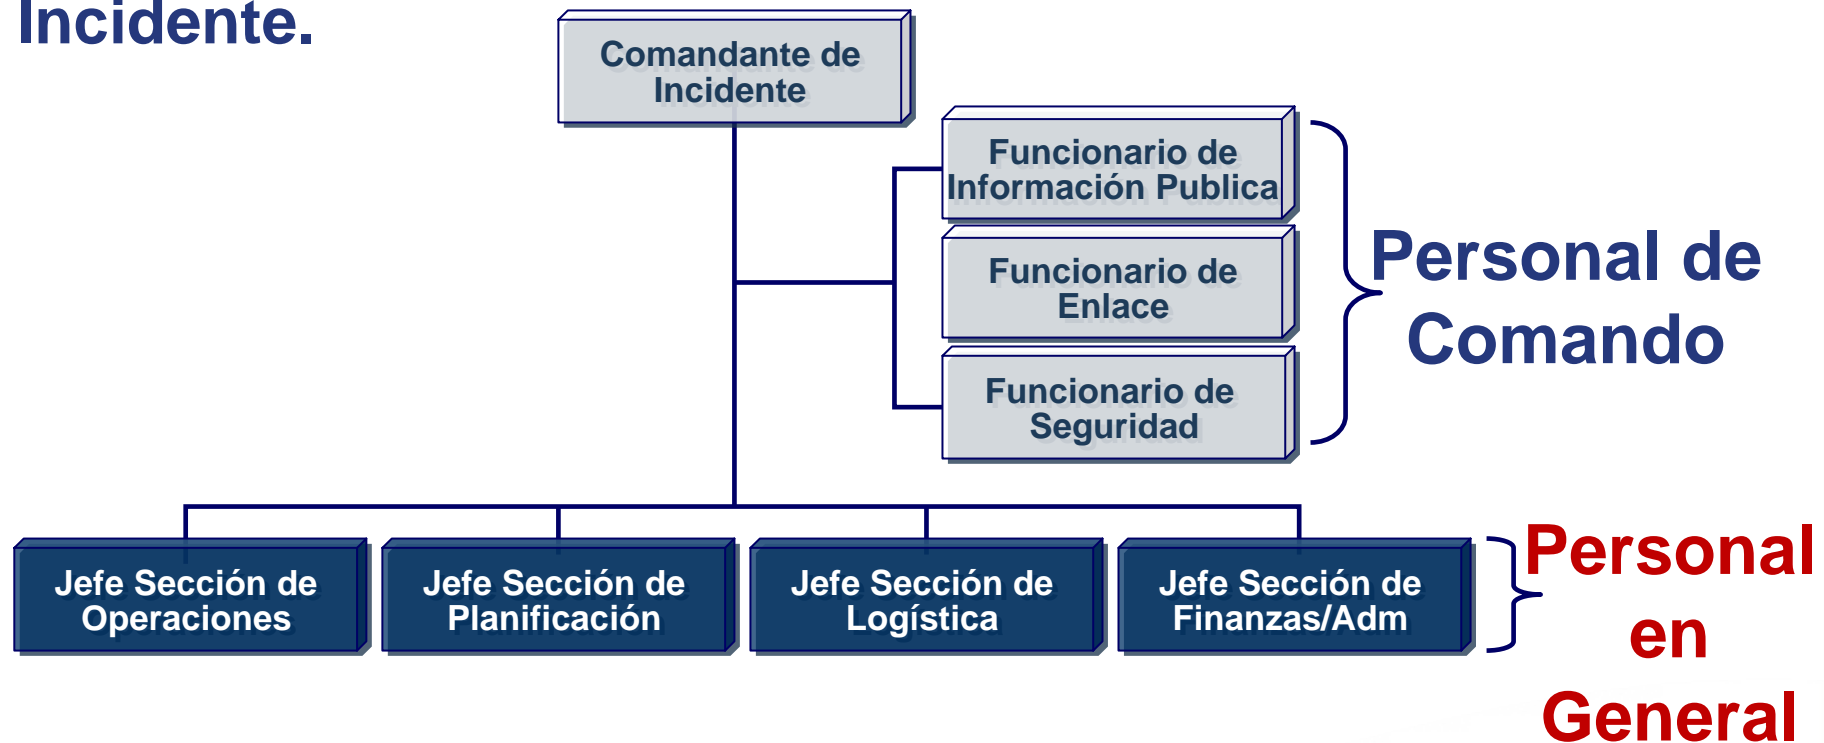 Incidente.
Comandante de
Incidente
Funcionario de
Información Publica
Funcionario de
Enlace
Funcionario de
Seguridad
Personal de
Comando
Jefe Sección de
Operaciones
Jefe Sección de
Planificación
Jefe Sección de
Logística
Jefe Sección de
Finanzas/Adm
Personal
en
General